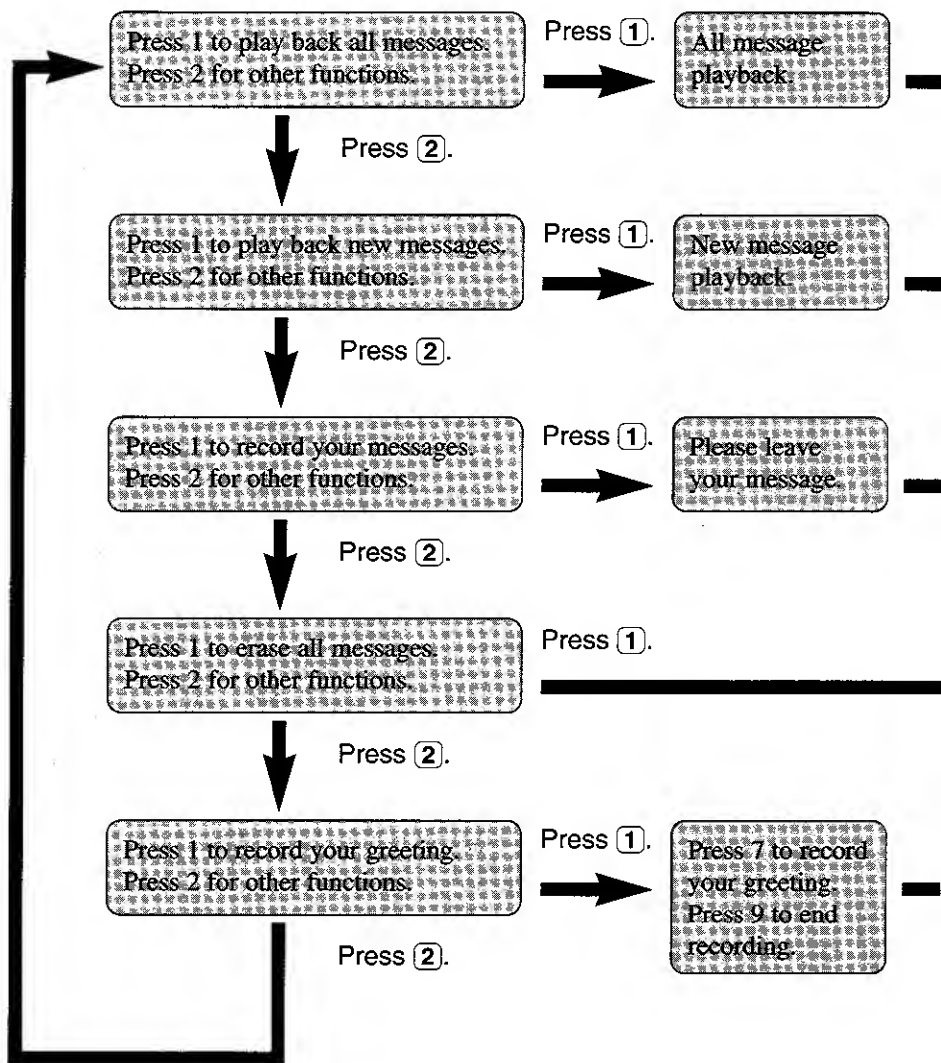 Press 1 to play back all messages.
Press 2 for other functions.
Press 1.
All message
playback.
Press 2.
Press 1 to play back new messages.
Press 2 for other functions.
Press 1.
New message
playback.
Press 2.
Press 1 to record your messages.
Press 2 for other functions.
Press 1.
Please leave
your message.
Press 2.
Press 1 to erase all messages.
Press 2 for other functions.
Press 1.
Press 2.
Press 1 to record your greeting.
Press 2 for other functions.
Press 1.
Press 7 to record
your greeting.
Press 9 to end
recording.
Press 2.